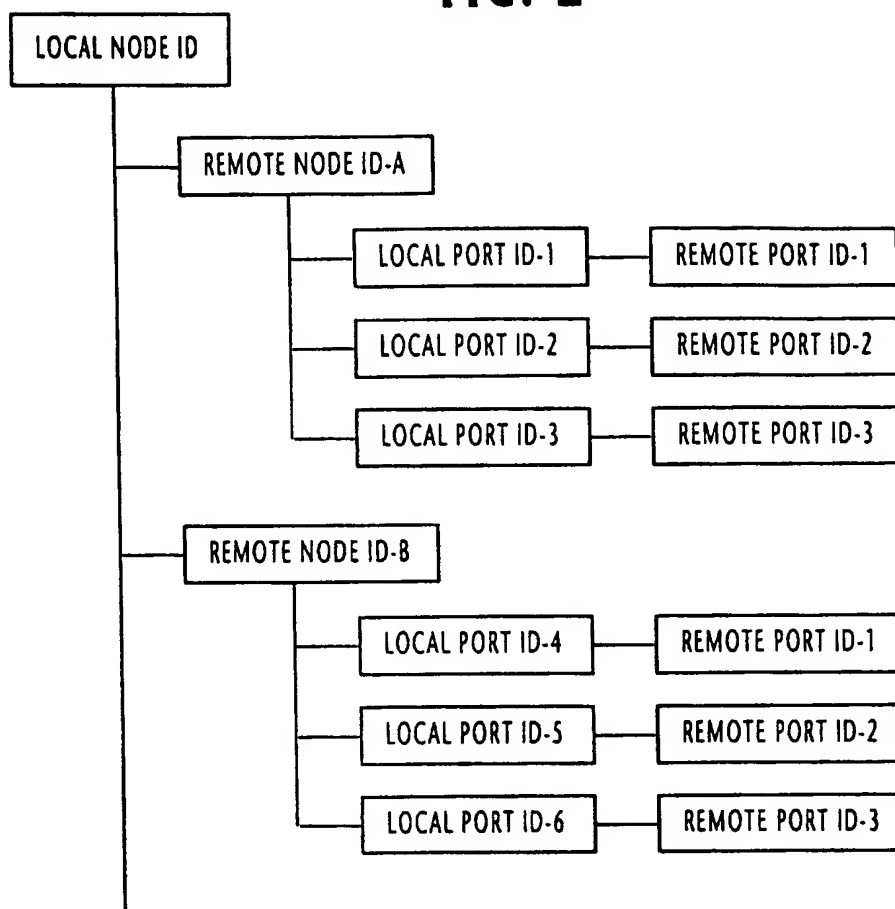 LOCAL NODE ID
REMOTE NODE ID-A
LOCAL PORT ID-1 REMOTE PORT ID-1
LOCAL PORT ID-2 REMOTE PORT ID-2
LOCAL PORT ID-3 REMOTE PORT ID-3
REMOTE NODE ID-B
LOCAL PORT ID-4 REMOTE PORT ID-1
LOCAL PORT ID-5 REMOTE PORT ID-2
LOCAL PORT ID-6 REMOTE PORT ID-3